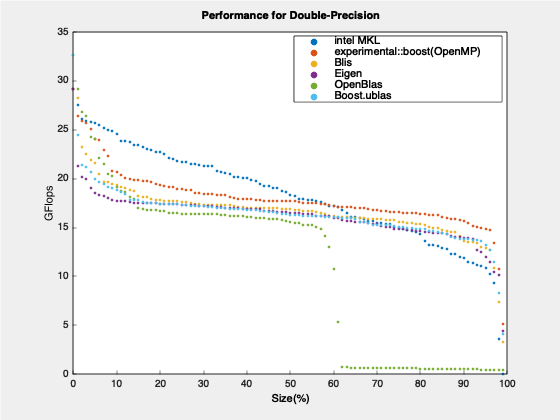 Performance for Double-Precision
intel MKL
experimental::boost(OpenMP)
Blis
Eigen
OpenBlas
Boost.ublas
GFlops
35
30
25
20
15
10
5
0
0 10 20 30 40 50 60 70 80 90 100
Size(%)